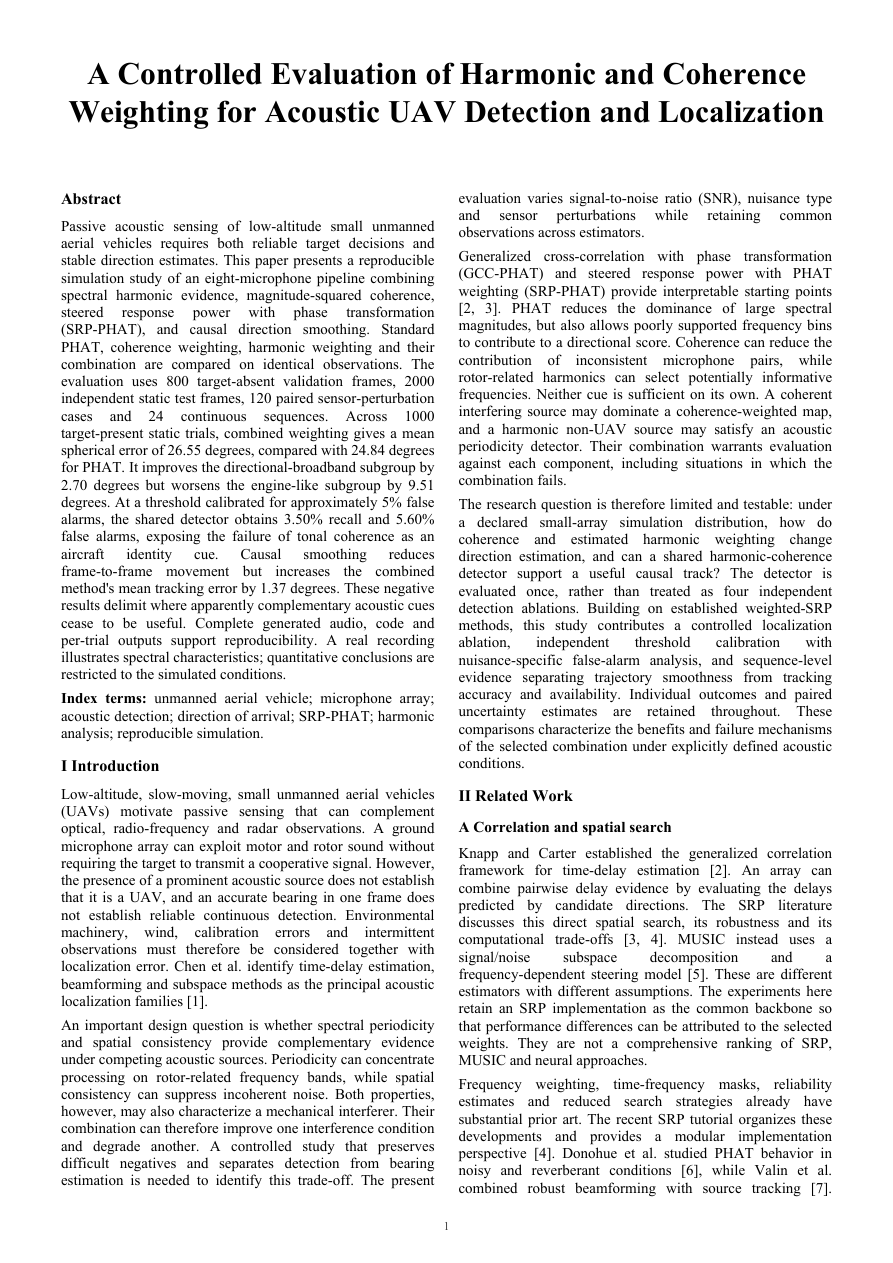 A Controlled Evaluation of Harmonic and Coherence
Weighting for Acoustic UAV Detection and Localization
Abstract
Passive acoustic sensing of low-altitude small unmanned
aerial vehicles requires both reliable target decisions and
stable direction estimates. This paper presents a reproducible
simulation study of an eight-microphone pipeline combining
spectral harmonic evidence, magnitude-squared coherence,
steered response power with phase transformation
(SRP-PHAT), and causal direction smoothing. Standard
PHAT, coherence weighting, harmonic weighting and their
combination are compared on identical observations. The
evaluation uses 800 target-absent validation frames, 2000
independent static test frames, 120 paired sensor-perturbation
cases and 24 continuous sequences. Across 1000
target-present static trials, combined weighting gives a mean
spherical error of 26.55 degrees, compared with 24.84 degrees
for PHAT. It improves the directional-broadband subgroup by
2.70 degrees but worsens the engine-like subgroup by 9.51
degrees. At a threshold calibrated for approximately 5% false
alarms, the shared detector obtains 3.50% recall and 5.60%
false alarms, exposing the failure of tonal coherence as an
aircraft identity cue. Causal smoothing reduces
frame-to-frame movement but increases the combined
method's mean tracking error by 1.37 degrees. These negative
results delimit where apparently complementary acoustic cues
cease to be useful. Complete generated audio, code and
per-trial outputs support reproducibility. A real recording
illustrates spectral characteristics; quantitative conclusions are
restricted to the simulated conditions.
Index terms: unmanned aerial vehicle; microphone array;
acoustic detection; direction of arrival; SRP-PHAT; harmonic
analysis; reproducible simulation.
I Introduction
Low-altitude, slow-moving, small unmanned aerial vehicles
(UAVs) motivate passive sensing that can complement
optical, radio-frequency and radar observations. A ground
microphone array can exploit motor and rotor sound without
requiring the target to transmit a cooperative signal. However,
the presence of a prominent acoustic source does not establish
that it is a UAV, and an accurate bearing in one frame does
not establish reliable continuous detection. Environmental
machinery, wind, calibration errors and intermittent
observations must therefore be considered together with
localization error. Chen et al. identify time-delay estimation,
beamforming and subspace methods as the principal acoustic
localization families [1].
An important design question is whether spectral periodicity
and spatial consistency provide complementary evidence
under competing acoustic sources. Periodicity can concentrate
processing on rotor-related frequency bands, while spatial
consistency can suppress incoherent noise. Both properties,
however, may also characterize a mechanical interferer. Their
combination can therefore improve one interference condition
and degrade another. A controlled study that preserves
difficult negatives and separates detection from bearing
estimation is needed to identify this trade-off. The present
evaluation varies signal-to-noise ratio (SNR), nuisance type
and sensor perturbations while retaining common
observations across estimators.
Generalized cross-correlation with phase transformation
(GCC-PHAT) and steered response power with PHAT
weighting (SRP-PHAT) provide interpretable starting points
[2, 3]. PHAT reduces the dominance of large spectral
magnitudes, but also allows poorly supported frequency bins
to contribute to a directional score. Coherence can reduce the
contribution of inconsistent microphone pairs, while
rotor-related harmonics can select potentially informative
frequencies. Neither cue is sufficient on its own. A coherent
interfering source may dominate a coherence-weighted map,
and a harmonic non-UAV source may satisfy an acoustic
periodicity detector. Their combination warrants evaluation
against each component, including situations in which the
combination fails.
The research question is therefore limited and testable: under
a declared small-array simulation distribution, how do
coherence and estimated harmonic weighting change
direction estimation, and can a shared harmonic-coherence
detector support a useful causal track? The detector is
evaluated once, rather than treated as four independent
detection ablations. Building on established weighted-SRP
methods, this study contributes a controlled localization
ablation, independent threshold calibration with
nuisance-specific false-alarm analysis, and sequence-level
evidence separating trajectory smoothness from tracking
accuracy and availability. Individual outcomes and paired
uncertainty estimates are retained throughout. These
comparisons characterize the benefits and failure mechanisms
of the selected combination under explicitly defined acoustic
conditions.
II Related Work
A Correlation and spatial search
Knapp and Carter established the generalized correlation
framework for time-delay estimation [2]. An array can
combine pairwise delay evidence by evaluating the delays
predicted by candidate directions. The SRP literature
discusses this direct spatial search, its robustness and its
computational trade-offs [3, 4]. MUSIC instead uses a
signal/noise subspace decomposition and a
frequency-dependent steering model [5]. These are different
estimators with different assumptions. The experiments here
retain an SRP implementation as the common backbone so
that performance differences can be attributed to the selected
weights. They are not a comprehensive ranking of SRP,
MUSIC and neural approaches.
Frequency weighting, time-frequency masks, reliability
estimates and reduced search strategies already have
substantial prior art. The recent SRP tutorial organizes these
developments and provides a modular implementation
perspective [4]. Donohue et al. studied PHAT behavior in
noisy and reverberant conditions [6], while Valin et al.
combined robust beamforming with source tracking [7].
1